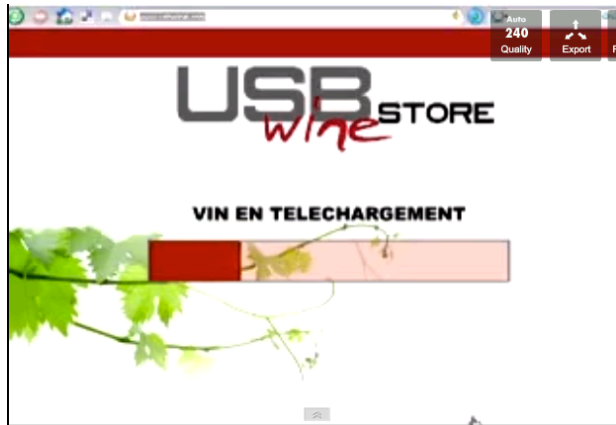 Auto
240
Quality
Export
USB
wine STORE
VIN EN TELECHARGEMENT